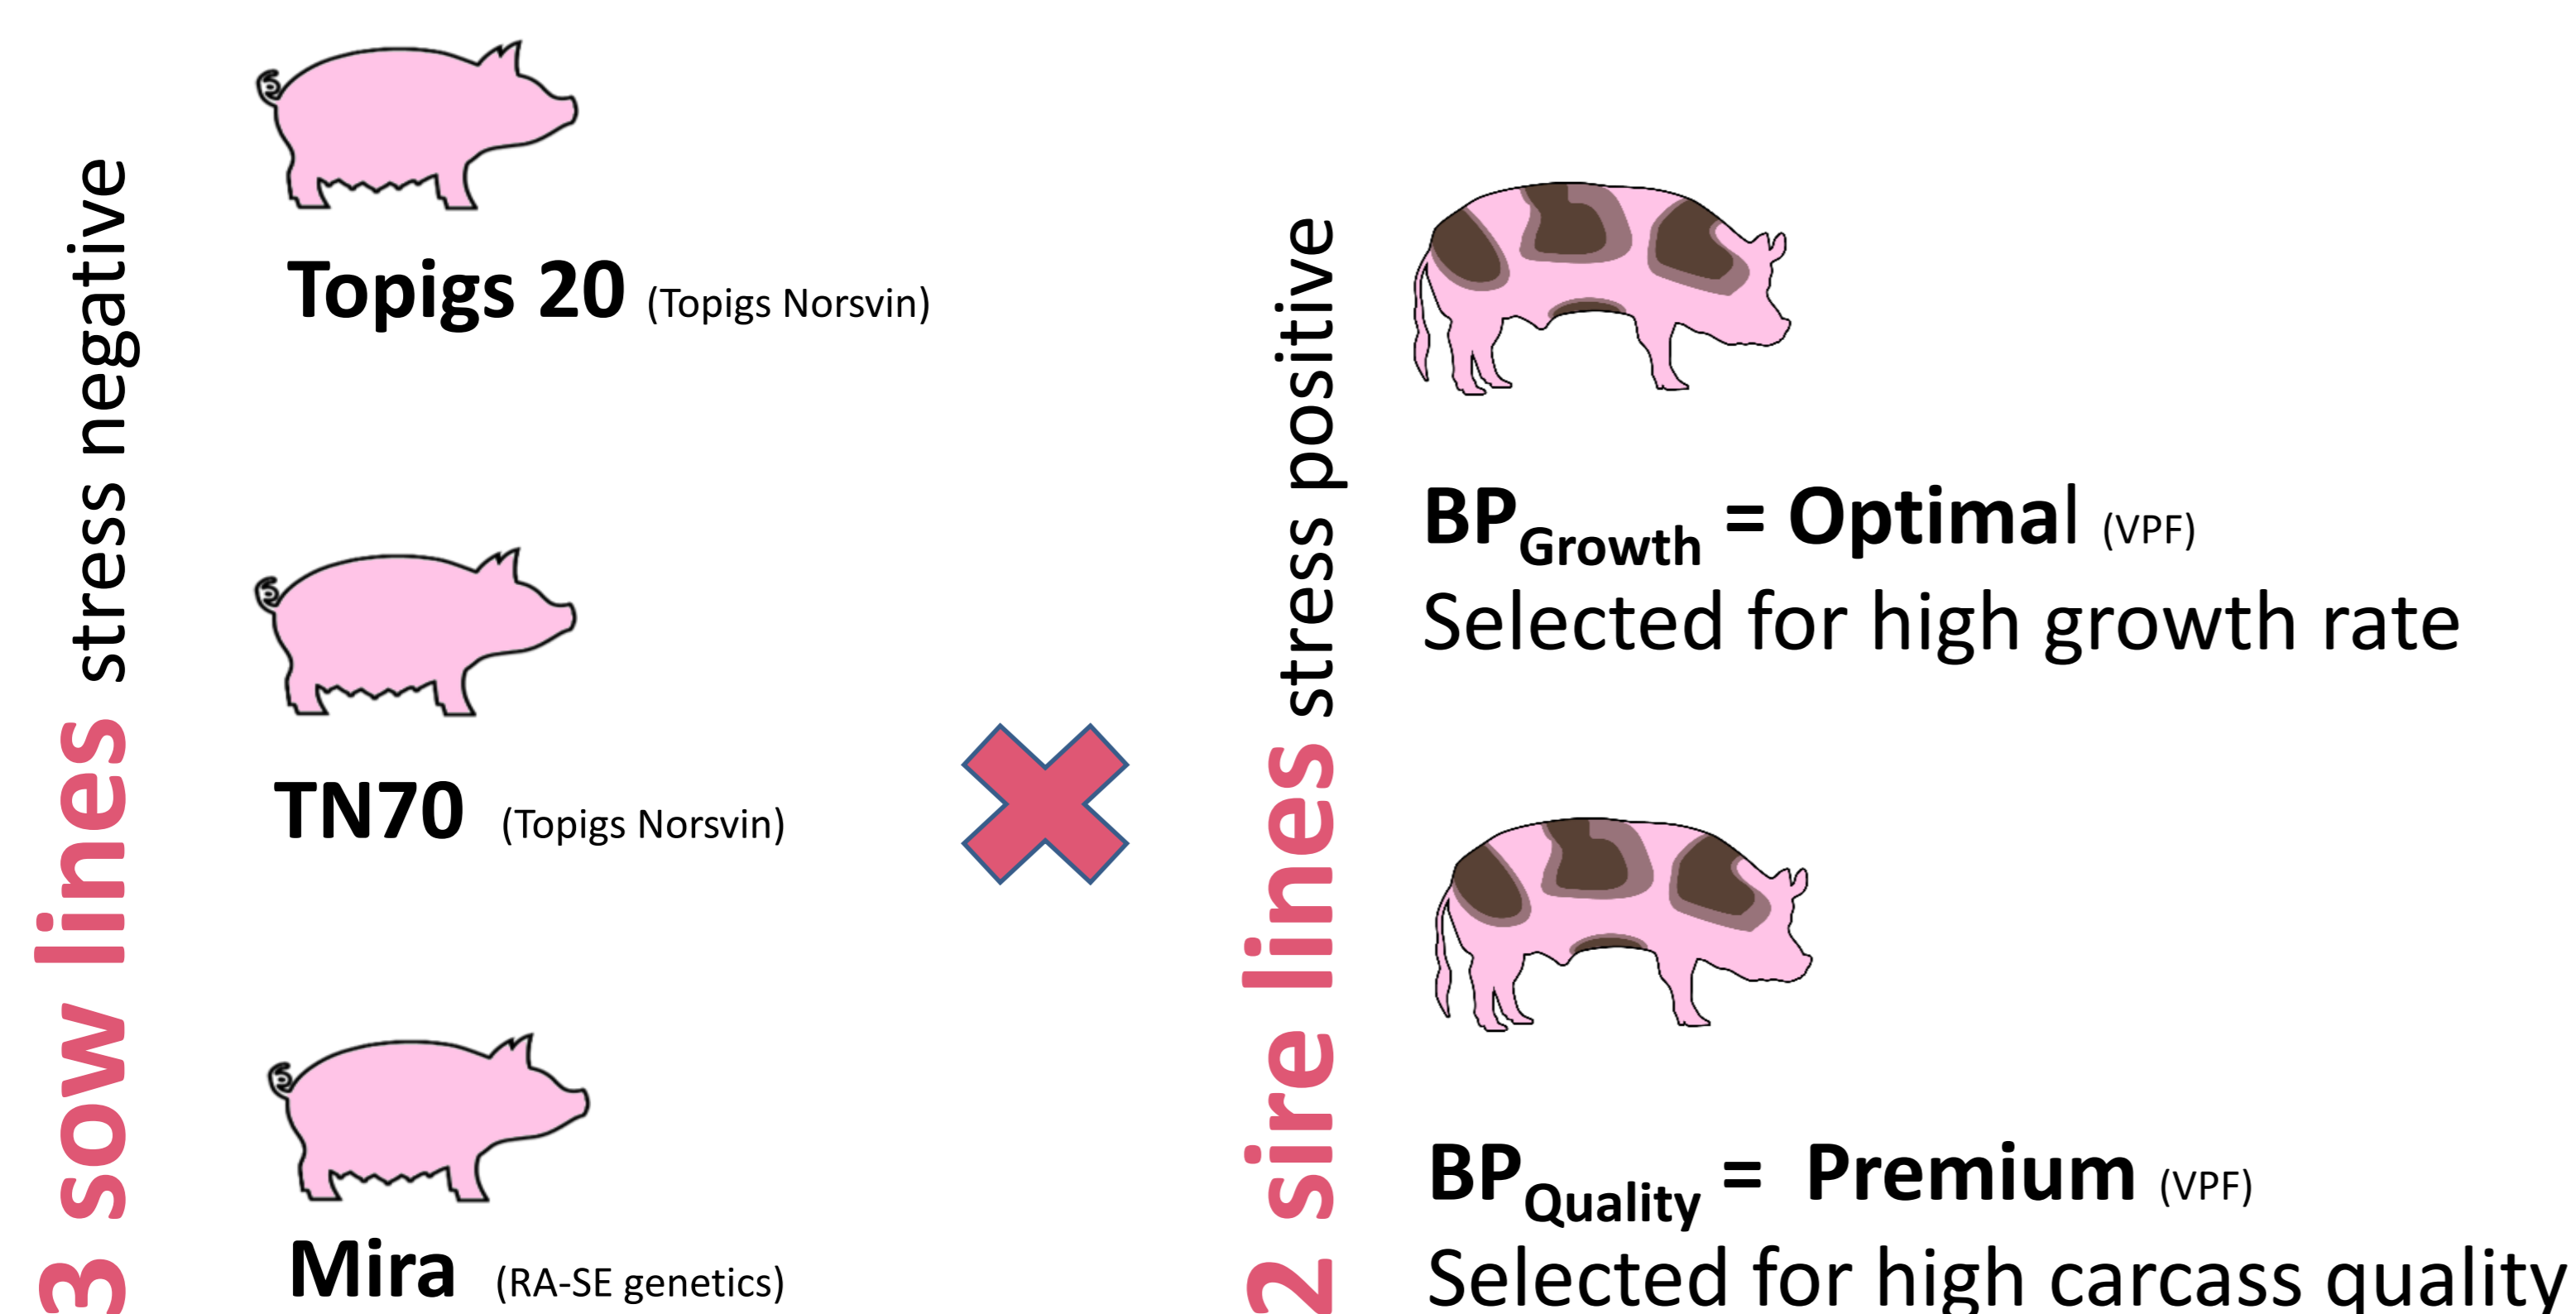 3 sow lines stress negative
Topigs 20 (Topigs Norsvin)
TN70 (Topigs Norsvin)
Mira (RA-SE genetics)
2 sire lines stress positive
BPGrowth = Optimal (VPF)
Selected for high growth rate
BPQuality = Premium (VPF)
Selected for high carcass quality